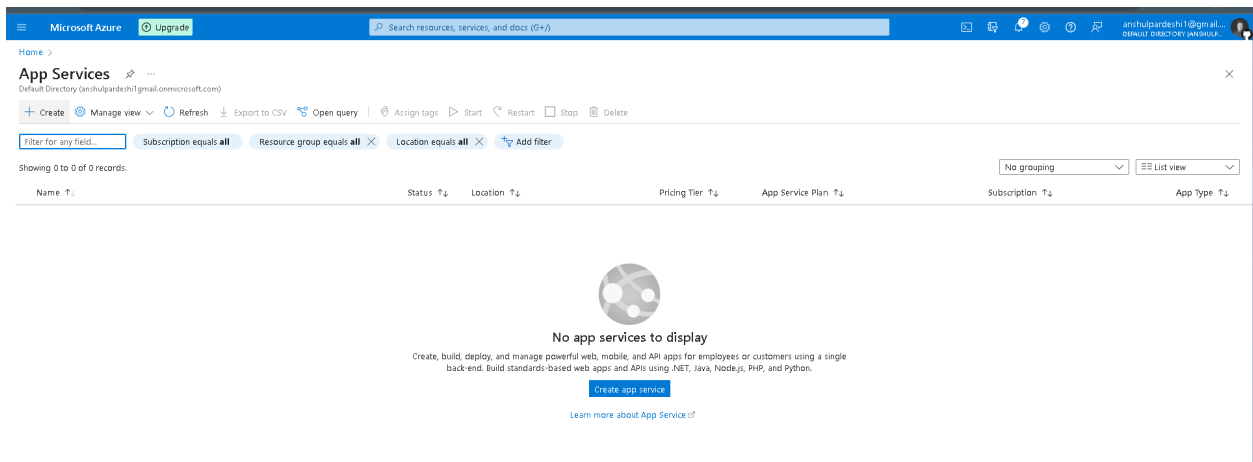 Microsoft Azure Upgrade Search resources, services, and docs (G+/) 7 anshulpardeshi1@gmail....
DEFAULT DIRECTORY (ANSHULP...
Home >
App Services ...
Default Directory (anshulpardeshi1gmail.onmicrosoft.com)
+ Create Manage view Refresh Export to CSV Open query Assign tags Start Restart Stop Delete
Filter for any field... Subscription equals all Resource group equals all Location equals all Add filter
Showing 0 to 0 of 0 records. No grouping List view
Name ↑↓ Status ↑↓ Location ↑↓ Pricing Tier ↑↓ App Service Plan ↑↓ Subscription ↑↓ App Type ↑↓
No app services to display
Create, build, deploy, and manage powerful web, mobile, and API apps for employees or customers using a single
back-end. Build standards-based web apps and APIs using .NET, Java, Node.js, PHP, and Python.
Create app service
Learn more about App Service